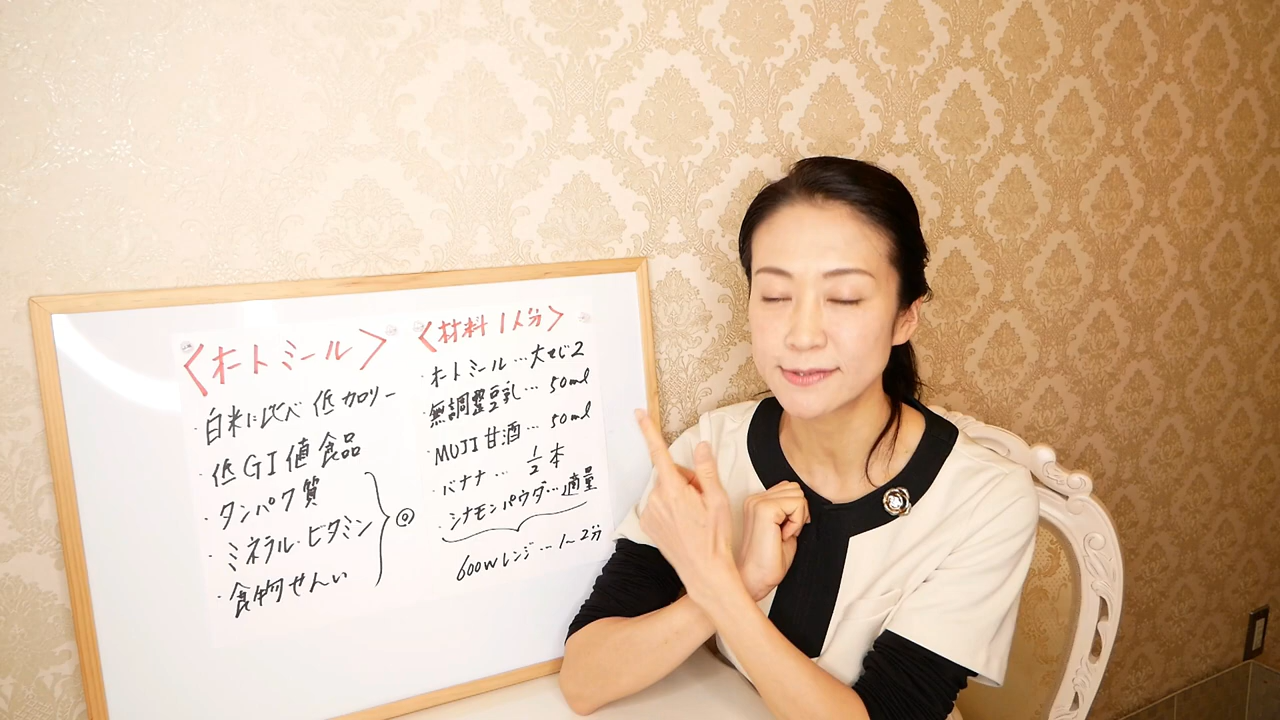 <オートミール>
・白米に比べ 低カロリー
・低GI値食品
・タンパク質
・ミネラル・ビタミン
・食物せんい
◎
<材料 1人分>
・オートミール…大さじ2
・無調整豆乳… 50ml
・MUJI 甘酒… 50ml
・バナナ… 1/2本
・シナモンパウダー…適量
600Wレンジ…1〜2分